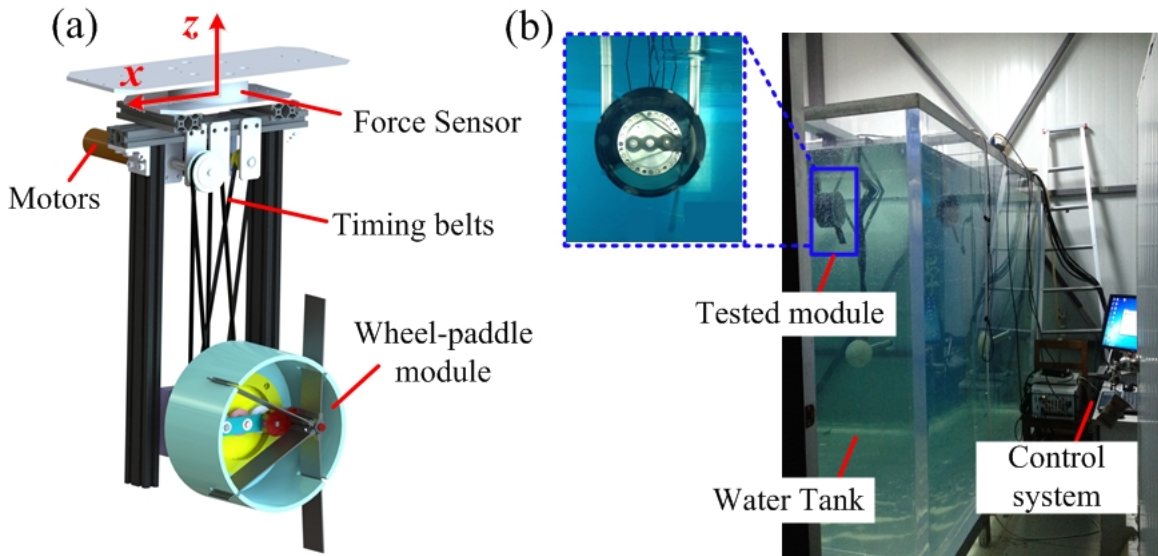 (a)
z
x
Force Sensor
Motors
Timing belts
Wheel-paddle
module
(b)
Tested module
Water Tank
Control
system